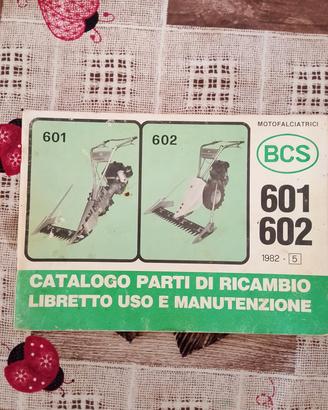 601
602
MOTOFALCIATRICI
BCS
601
602
1982 - 5
CATALOGO PARTI DI RICAMBIO
LIBRETTO USO E MANUTENZIONE